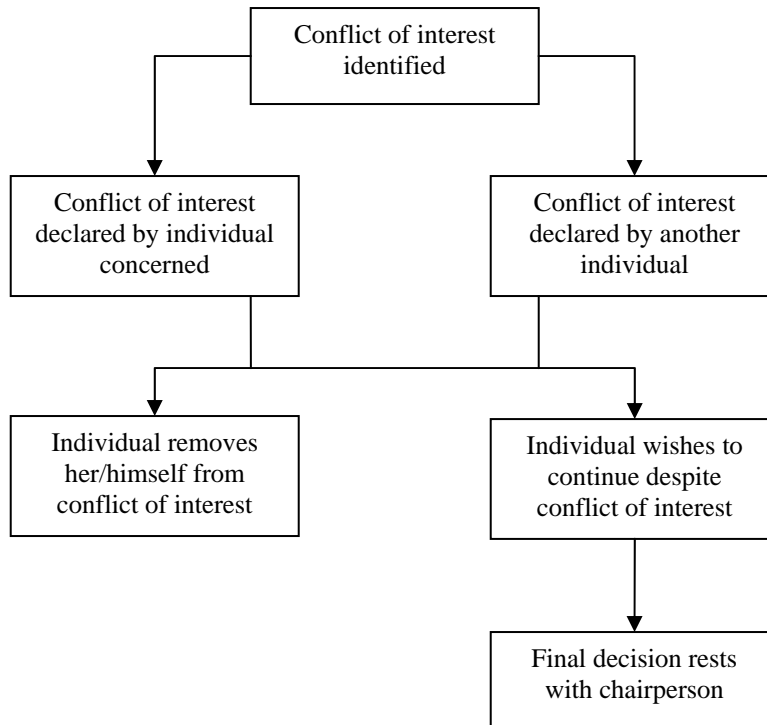 Conflict of interest
identified
Conflict of interest
declared by individual
concerned
Conflict of interest
declared by another
individual
Individual removes
her/himself from
conflict of interest
Individual wishes to
continue despite
conflict of interest
Final decision rests
with chairperson